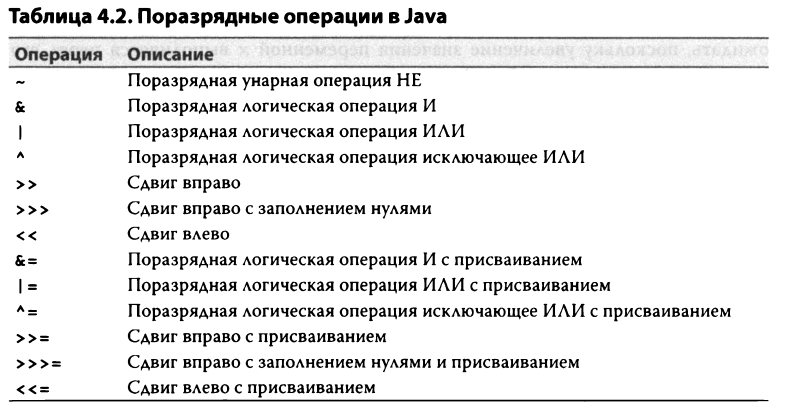 Таблица 4.2. Поразрядные операции в Java
Операция Описание
~ Поразрядная унарная операция НЕ
& Поразрядная логическая операция И
| Поразрядная логическая операция ИЛИ
^ Поразрядная логическая операция исключающее ИЛИ
>> Сдвиг вправо
>>> Сдвиг вправо с заполнением нулями
<< Сдвиг влево
&= Поразрядная логическая операция И с присваиванием
|= Поразрядная логическая операция ИЛИ с присваиванием
^= Поразрядная логическая операция исключающее ИЛИ с присваиванием
>>= Сдвиг вправо с присваиванием
>>>= Сдвиг вправо с заполнением нулями и присваиванием
<<= Сдвиг влево с присваиванием